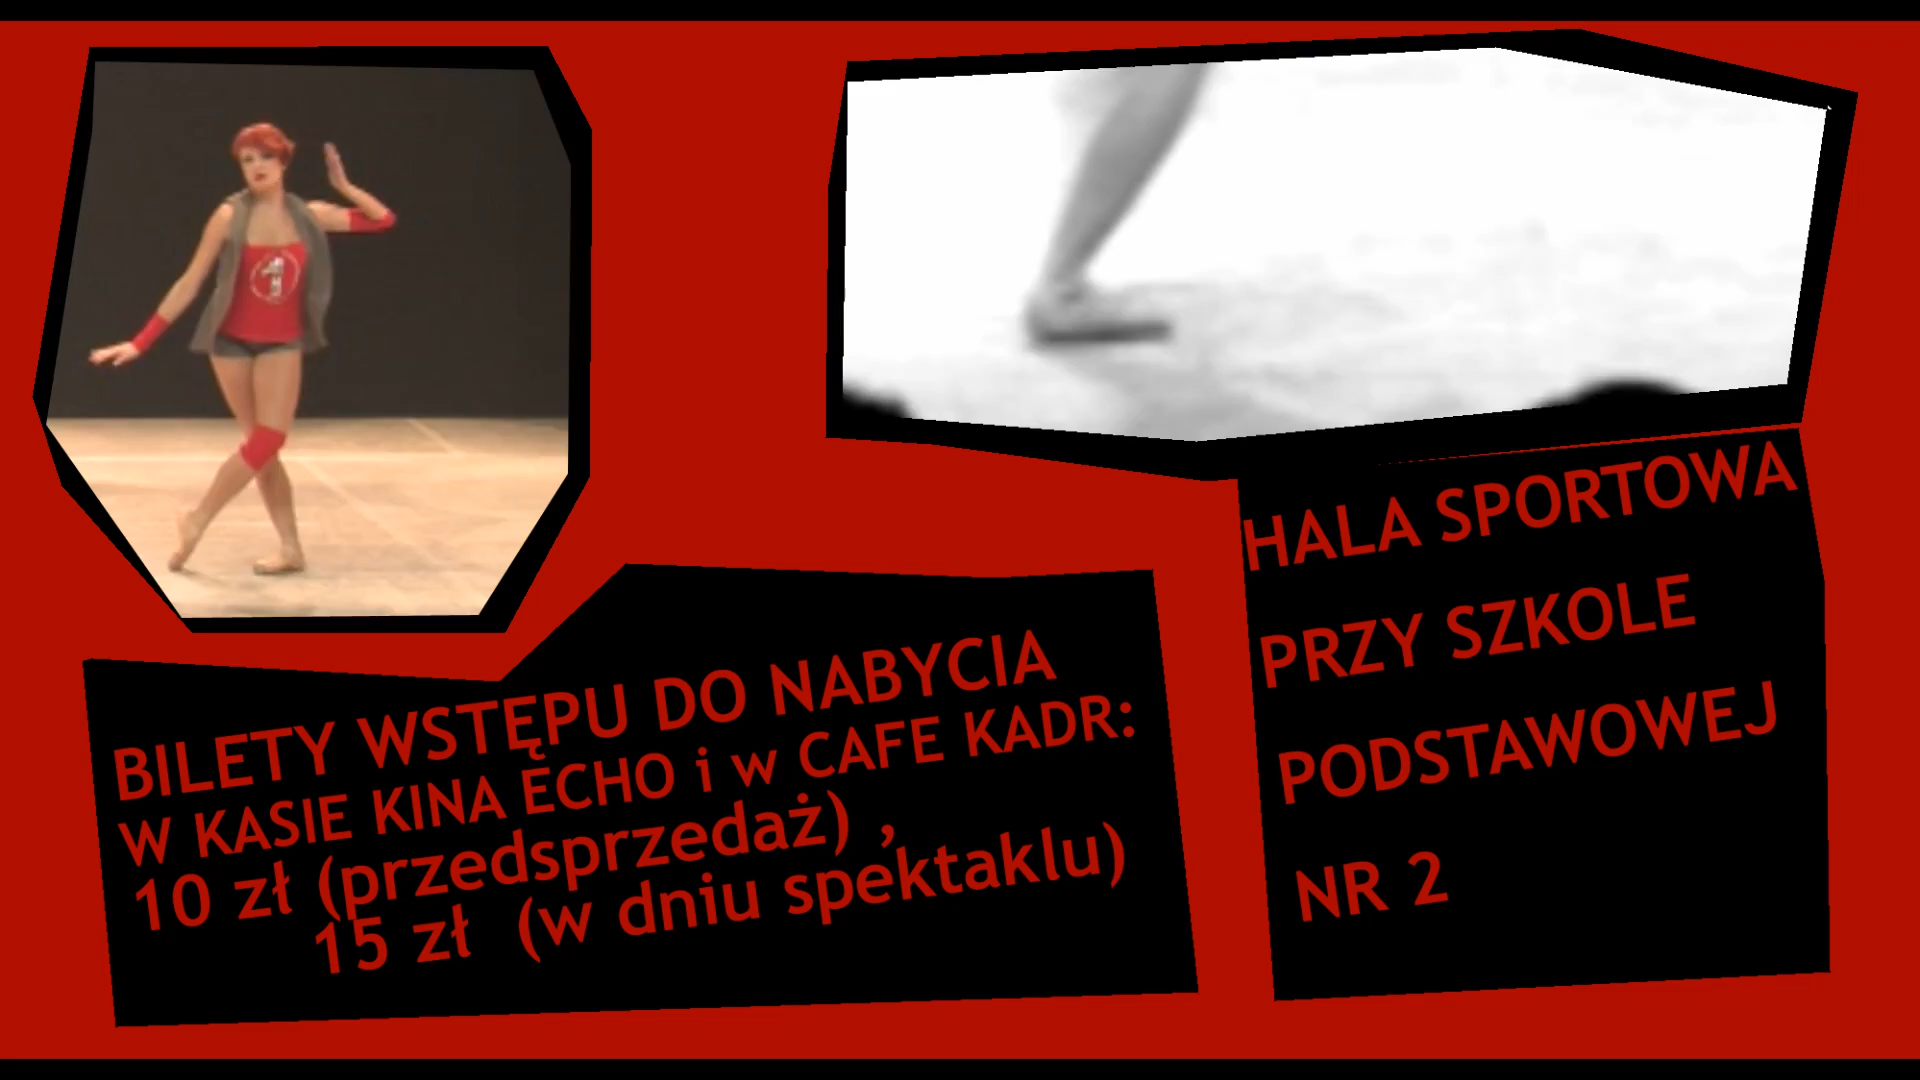 BILETY WSTĘPU DO NABYCIA
W KASIE KINA ECHO i w CAFE KADR:
10 zł (przedsprzedaż) ,
15 zł (w dniu spektaklu)
HALA SPORTOWA
PRZY SZKOLE
PODSTAWOWEJ
NR 2
1